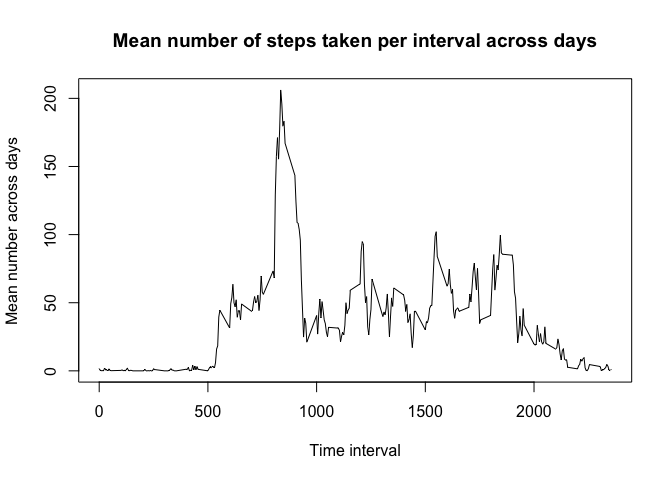 Mean number of steps taken per interval across days
Mean number across days
200
150
100
50
0
0 500 1000 1500 2000
Time interval